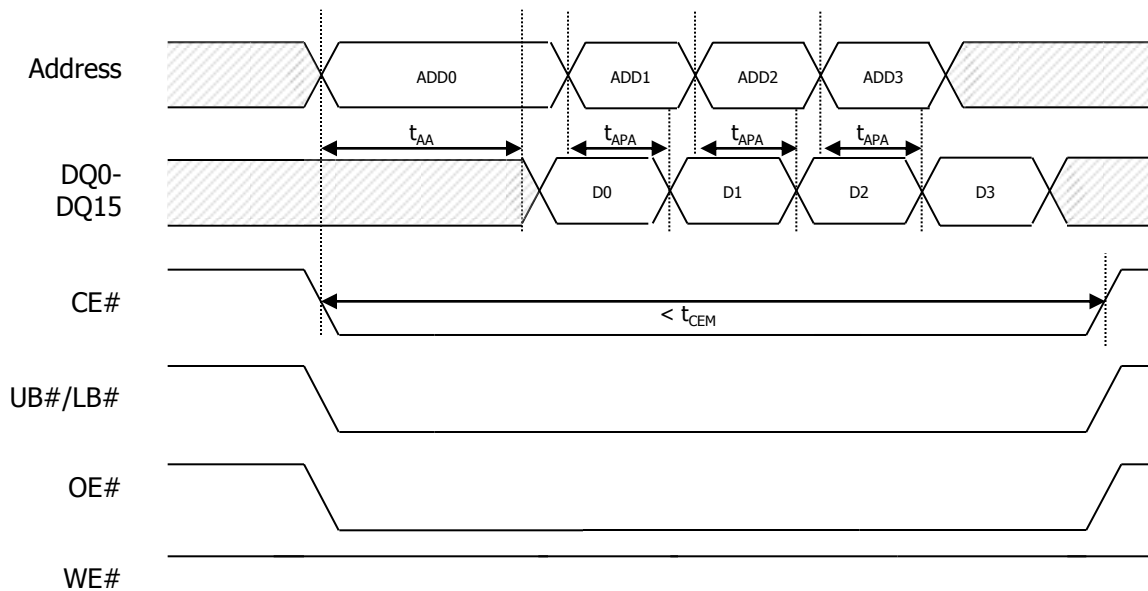 Address
ADD0 ADD1 ADD2 ADD3
tAA tAPA tAPA tAPA
DQ0-
DQ15
D0 D1 D2 D3
CE#
< tCEM
UB#/LB#
OE#
WE#